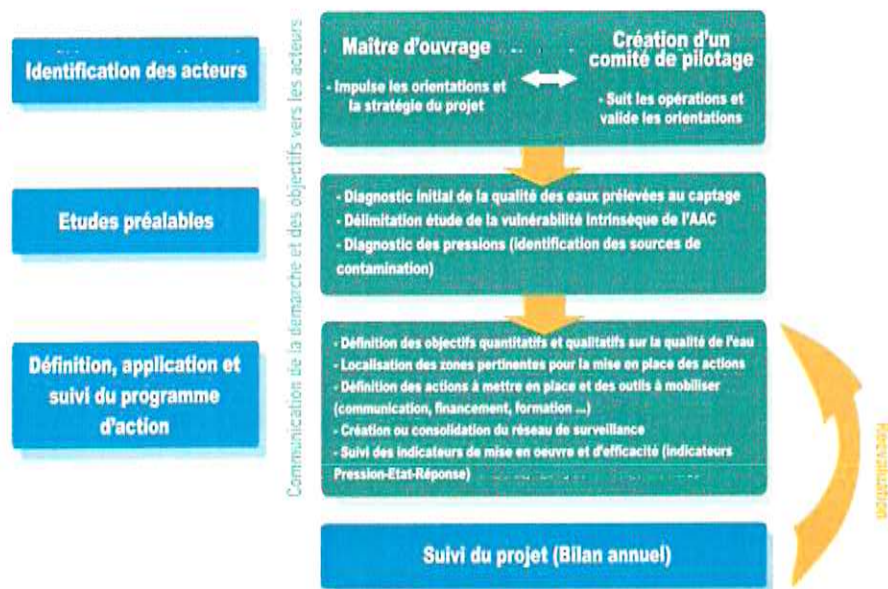 Identification des acteurs
Communication de la démarche et des objectifs vers les acteurs
Maître d'ouvrage
- Impulse les orientations et
la stratégie du projet
Création d'un
comité de pilotage
- Suit les opérations et
valide les orientations
Etudes préalables
- Diagnostic initial de la qualité des eaux prélevées au captage
- Délimitation étude de la vulnérabilité intrinsèque de l'AAC
- Diagnostic des pressions (identification des sources de
contamination)
Définition, application et
suivi du programme
d'action
- Définition des objectifs quantitatifs et qualitatifs sur la qualité de l'eau
- Localisation des zones pertinentes pour la mise en place des actions
- Définition des actions à mettre en place et des outils à mobiliser
(communication, financement, formation ...)
- Création ou consolidation du réseau de surveillance
- Suivi des indicateurs de mise en oeuvre et d'efficacité (indicateurs
Pression-Etat-Réponse)
Réévaluation
Suivi du projet (Bilan annuel)